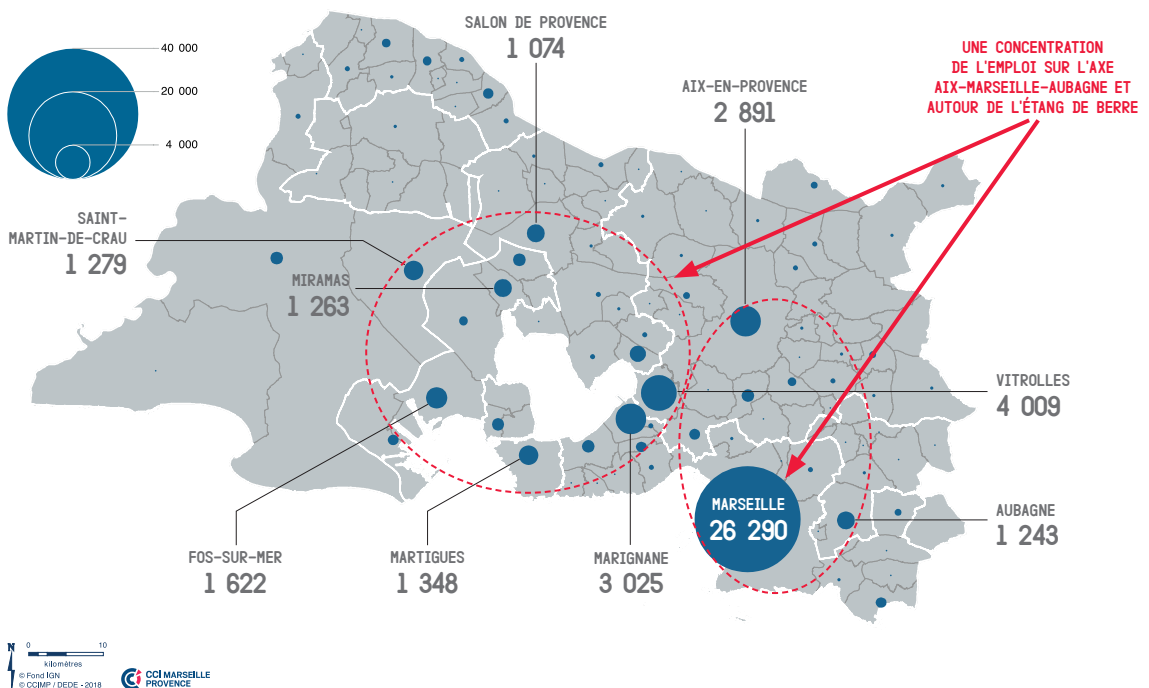 40 000
20 000
4 000
SALON DE PROVENCE
1 074
AIX-EN-PROVENCE
2 891
UNE CONCENTRATION
DE L'EMPLOI SUR L'AXE
AIX-MARSEILLE-AUBAGNE ET
AUTOUR DE L'ÉTANG DE BERRE
SAINT-
MARTIN-DE-CRAU
1 279
MIRAMAS
1 263
VITROLLES
4 009
MARSEILLE
26 290
AUBAGNE
1 243
FOS-SUR-MER
1 622
MARTIGUES
1 348
MARIGNANE
3 025
N
0 10
kilomètres
© Fond IGN
© CCIMP / DEDE - 2018
CCI MARSEILLE
PROVENCE